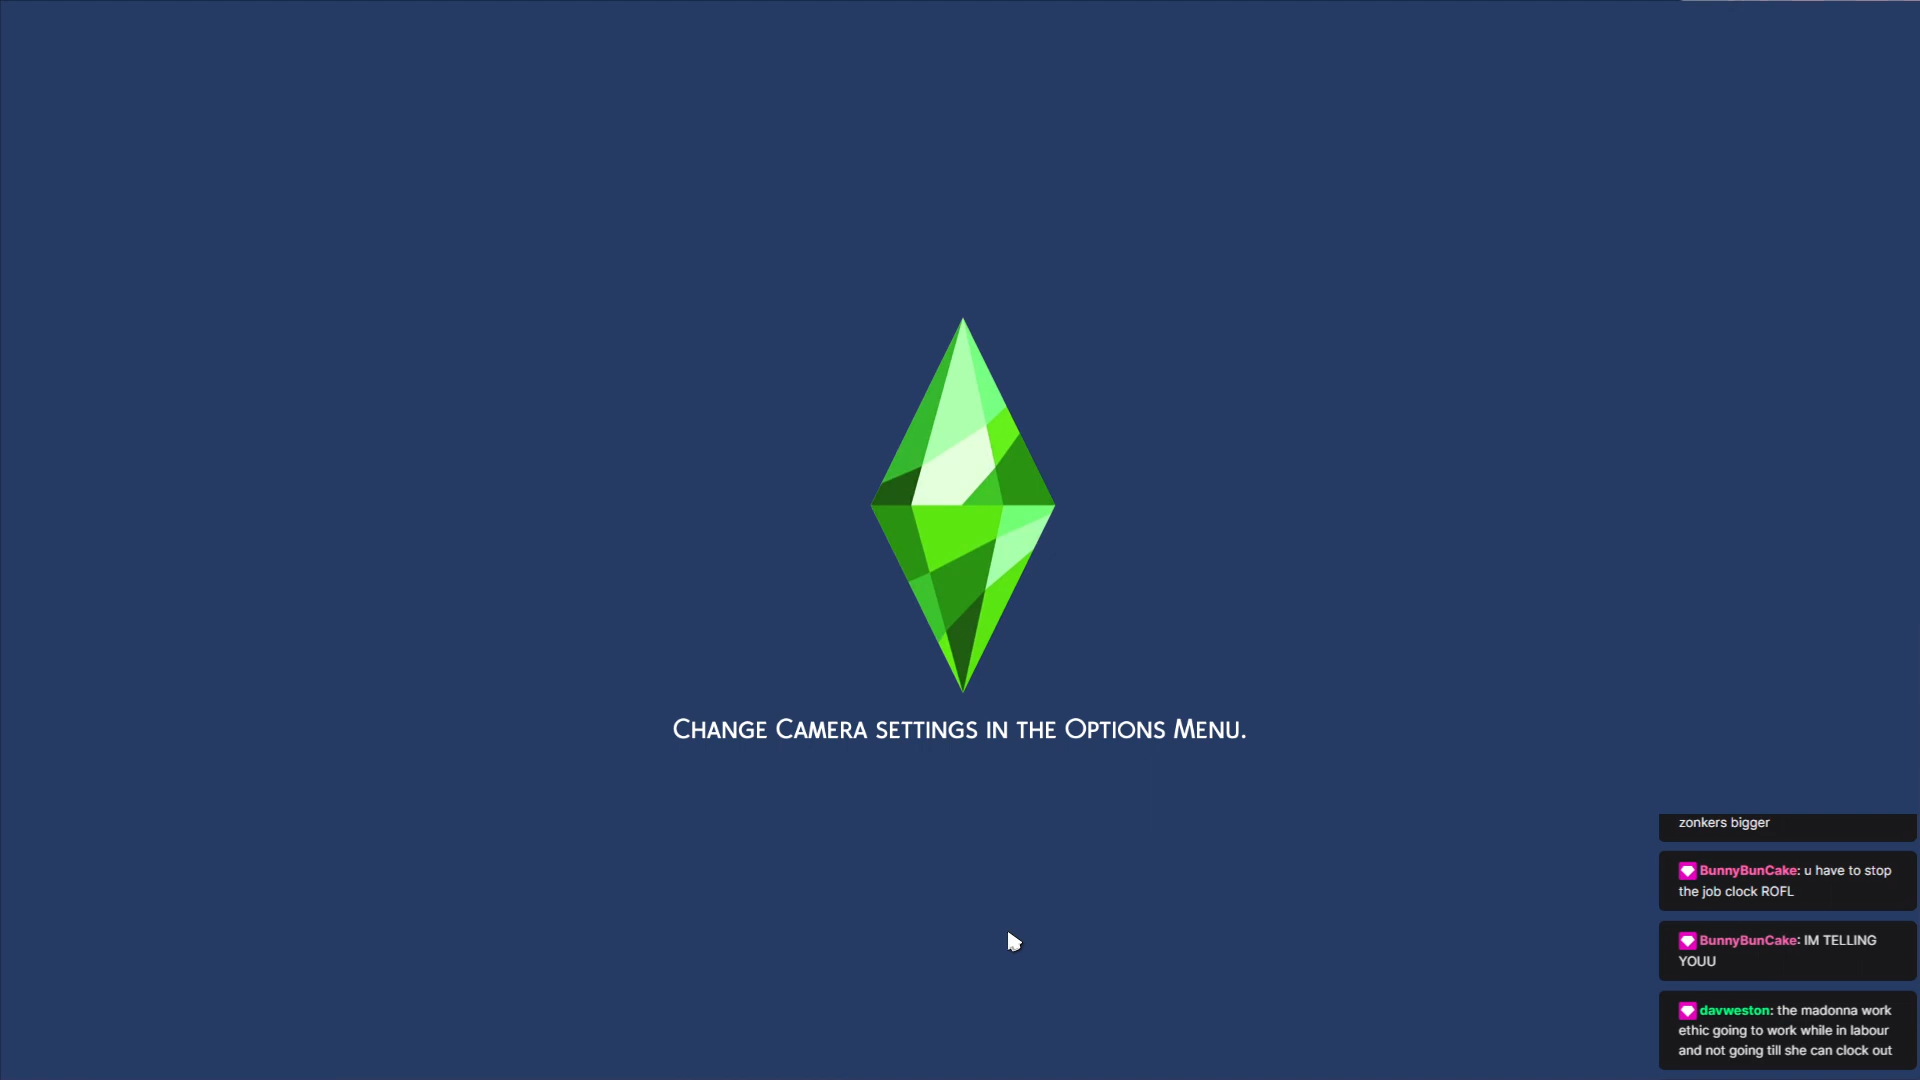 Change Camera settings in the Options Menu.
zonkers bigger
BunnyBunCake: u have to stop
the job clock ROFL
BunnyBunCake: IM TELLING
YOUU
davweston: the madonna work
ethic going to work while in labour
and not going till she can clock out